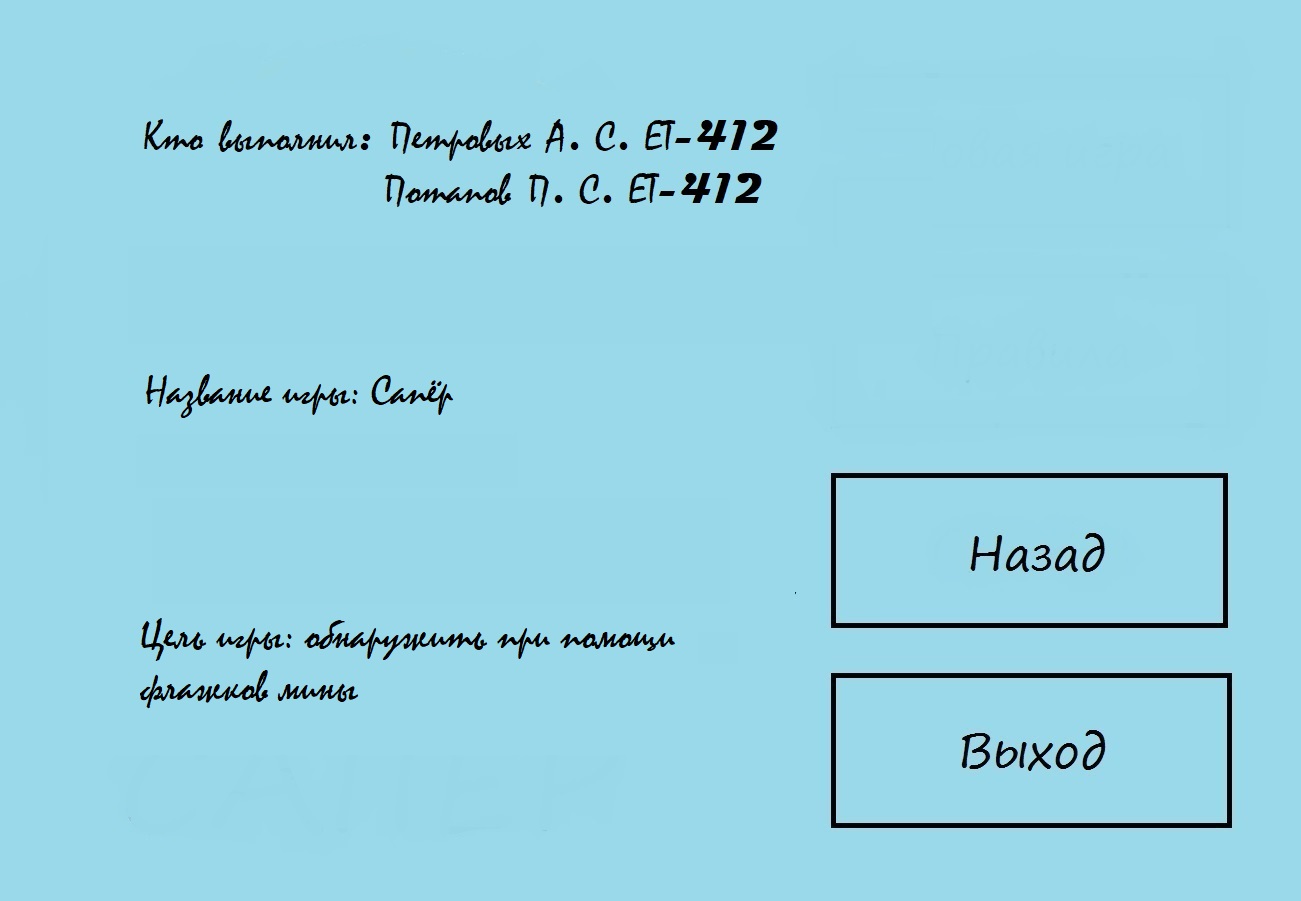 Кто выполнил: Петровых А. С. ЕТ-412
Потапов П. С. ЕТ-412
Название игры: Сапёр
Цель игры: обнаружить при помощи
флажков мины
Назад
Выход